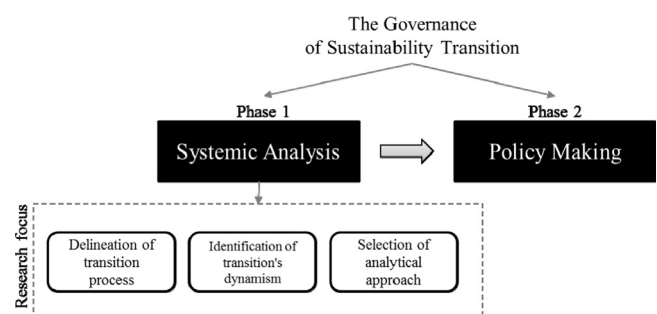 The Governance
of Sustainability Transition
Phase 1
Phase 2
Systemic Analysis
Policy Making
Research focus
Delineation of
transition
process
Identification of
transition's
dynamism
Selection of
analytical
approach